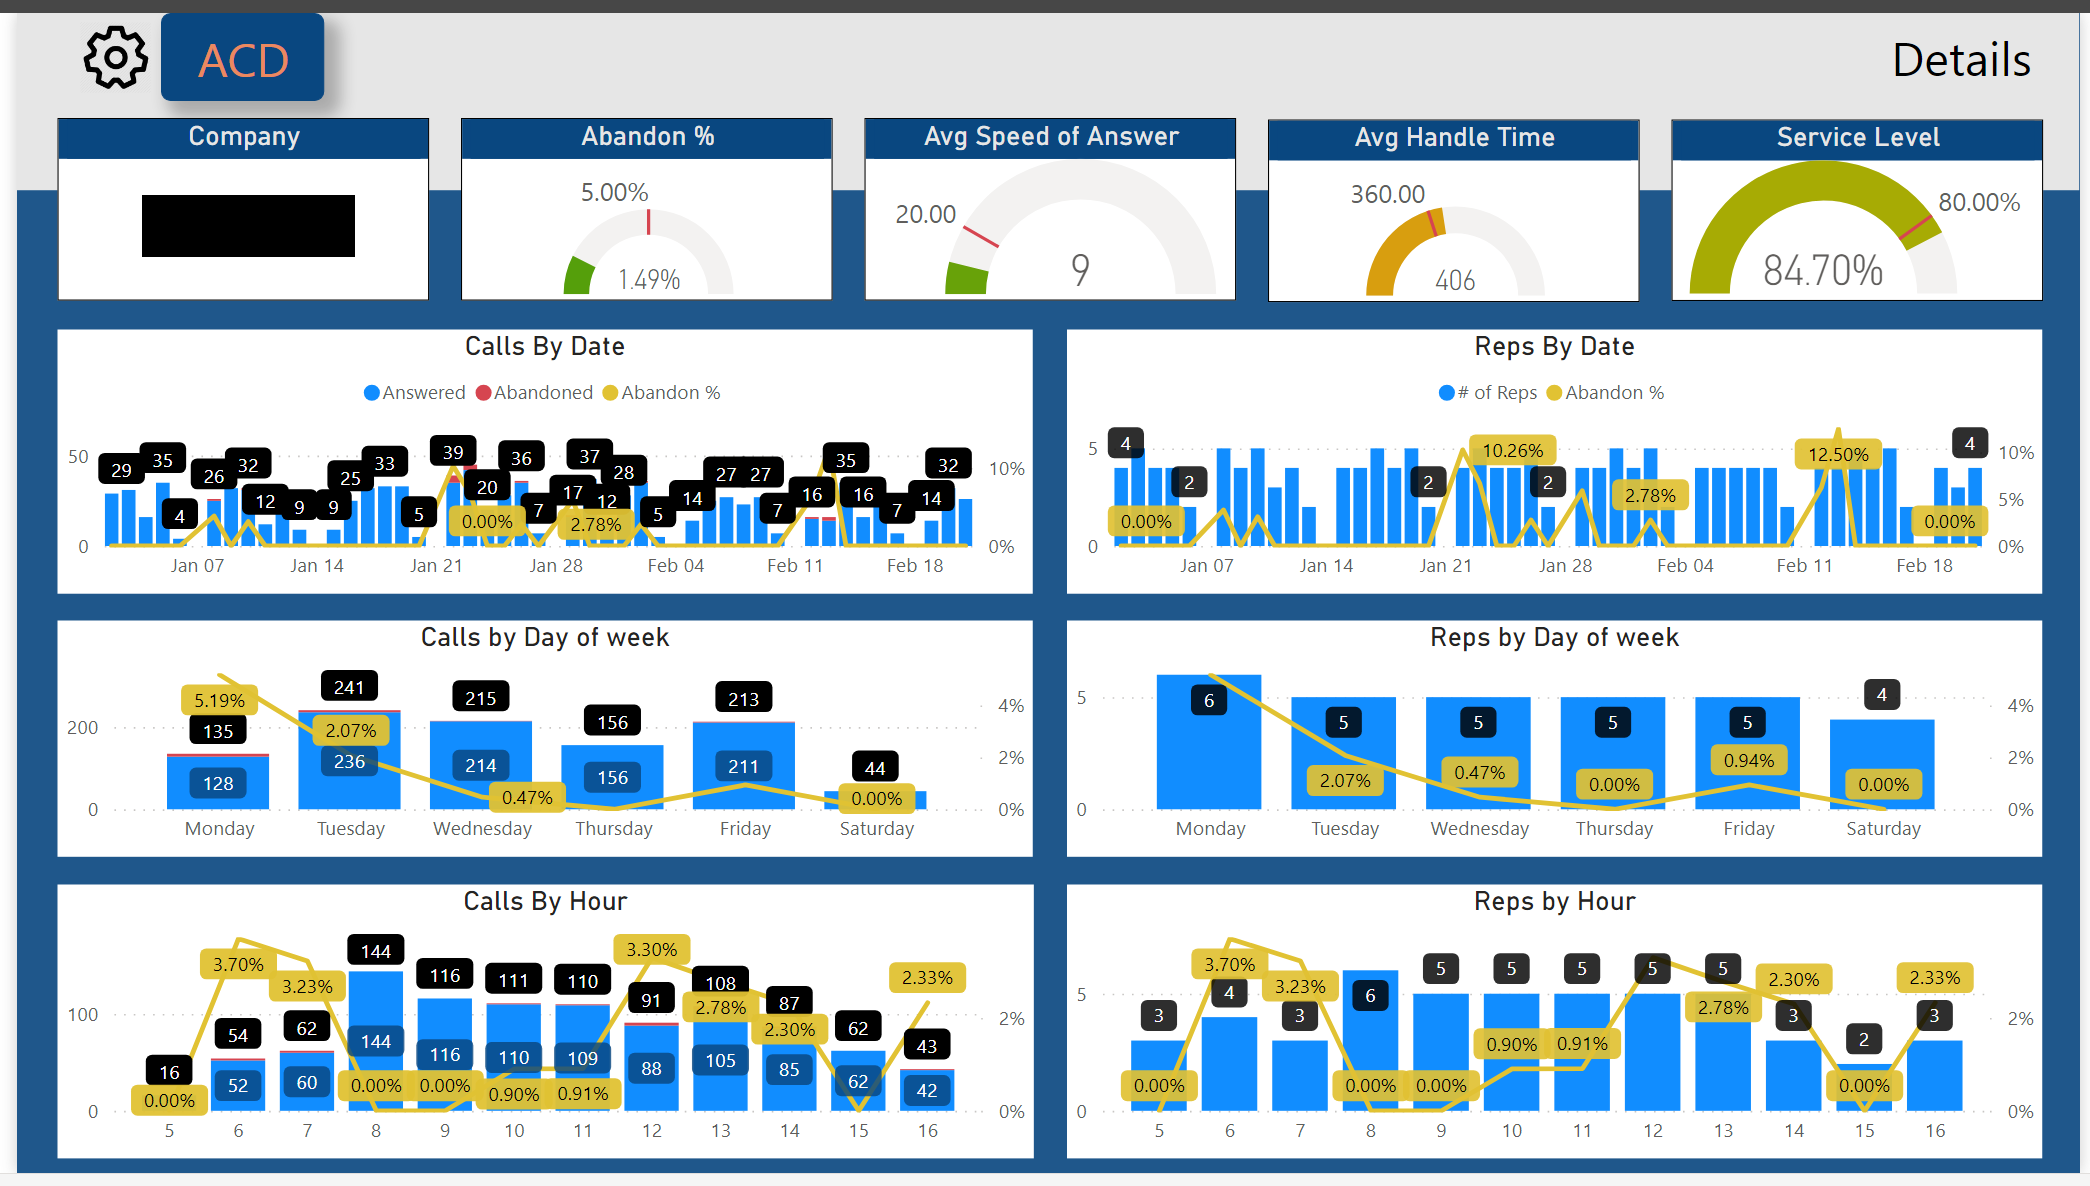 ACD
Details
Company
Abandon %
5.00%
1.49%
Avg Speed of Answer
20.00
9
Avg Handle Time
360.00
406
Service Level
80.00%
84.70%
Calls By Date
Answered Abandoned Abandon %
50
0
29 35 4 26 32 12 9 9 25 33 5 39 20 36 7 17 37 12 28 5 14 27 27 7 16 35 16 7 14 32
0.00% 2.78%
10%
0%
Jan 07 Jan 14 Jan 21 Jan 28 Feb 04 Feb 11 Feb 18
Reps By Date
# of Reps Abandon %
5
0
4 2 2 2 4
0.00% 10.26% 2.78% 12.50% 0.00%
10%
5%
0%
Jan 07 Jan 14 Jan 21 Jan 28 Feb 04 Feb 11 Feb 18
Calls by Day of week
200
0
5.19% 2.07% 0.47% 0.94% 0.00%
135 241 215 156 213 44
128 236 214 156 211
4%
2%
0%
Monday Tuesday Wednesday Thursday Friday Saturday
Reps by Day of week
5
0
6 5 5 5 5 4
2.07% 0.47% 0.00% 0.94% 0.00%
4%
2%
0%
Monday Tuesday Wednesday Thursday Friday Saturday
Calls By Hour
100
0
16 54 62 144 116 111 110 91 108 87 62 43
52 60 144 116 110 109 88 105 85 62 42
0.00% 3.70% 3.23% 0.00% 0.00% 0.90% 0.91% 3.30% 2.78% 2.30% 2.33%
2%
0%
5 6 7 8 9 10 11 12 13 14 15 16
Reps by Hour
5
0
3 4 3 6 5 5 5 5 5 3 2 3
0.00% 3.70% 3.23% 0.00% 0.00% 0.90% 0.91% 2.78% 2.30% 0.00% 2.33%
2%
0%
5 6 7 8 9 10 11 12 13 14 15 16